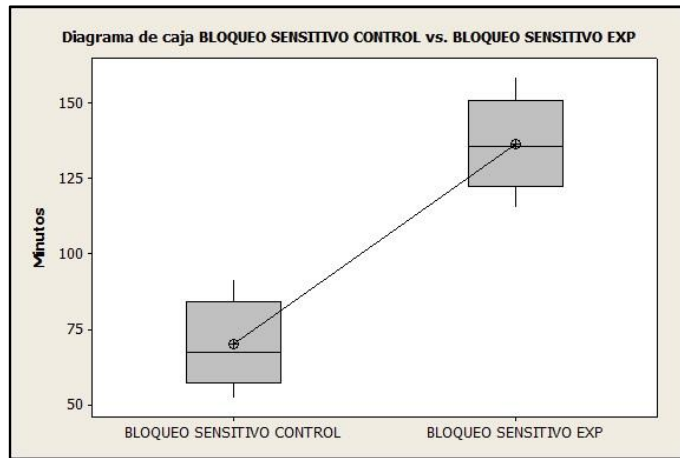 Diagrama de caja BLOQUEO SENSITIVO CONTROL vs. BLOQUEO SENSITIVO EXP
150
125
100
75
50
Minutos
BLOQUEO SENSITIVO CONTROL
BLOQUEO SENSITIVO EXP